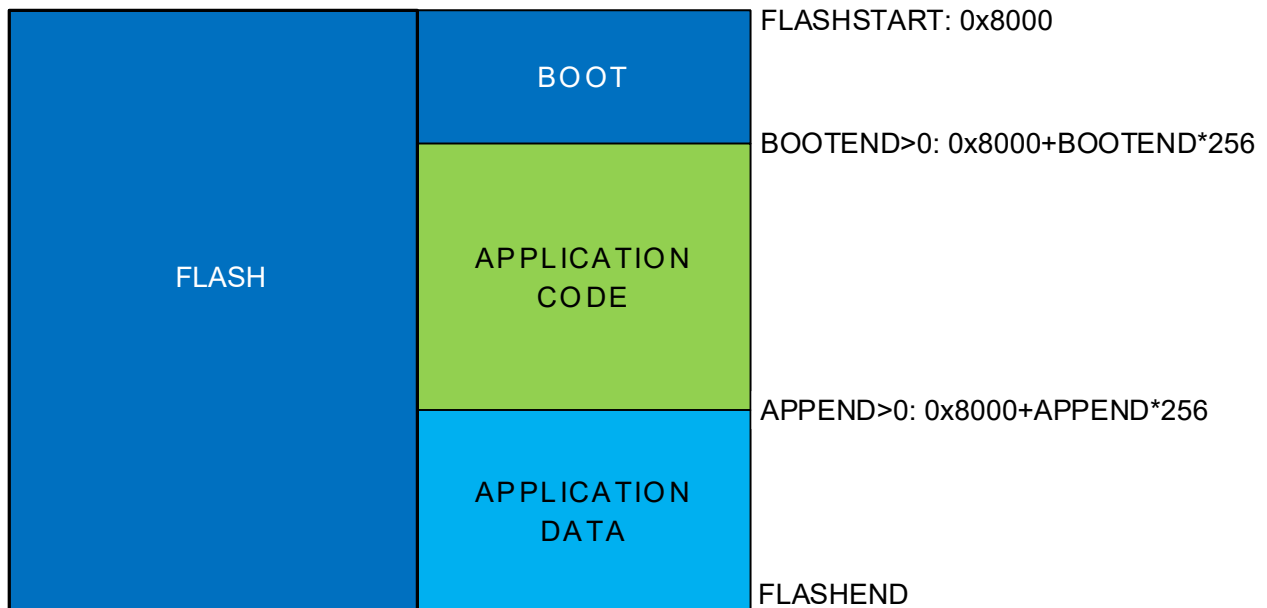 FLASHSTART: 0x8000
BOOT
BOOTEND>0: 0x8000+BOOTEND*256
FLASH
APPLICATION
CODE
APPEND>0: 0x8000+APPEND*256
APPLICATION
DATA
FLASHEND